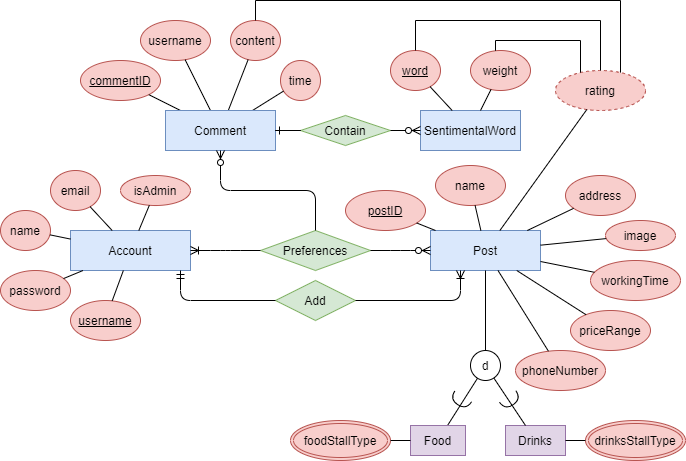 username
content
commentID
time
word
weight
rating
Comment
Contain
SentimentalWord
email
isAdmin
name
address
name
postID
image
Account
Preferences
Post
password
workingTime
username
Add
priceRange
phoneNumber
d
foodStallType
Food
Drinks
drinksStallType